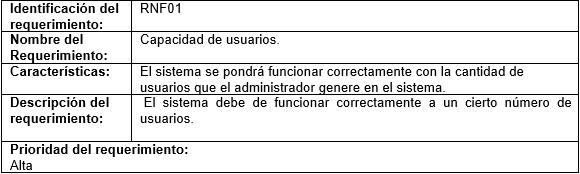 Identificación del requerimiento: RNF01
Nombre del Requerimiento: Capacidad de usuarios.
Características: El sistema se pondrá funcionar correctamente con la cantidad de
usuarios que el administrador genere en el sistema.
Descripción del requerimiento: El sistema debe de funcionar correctamente a un cierto número de
usuarios.
Prioridad del requerimiento:
Alta